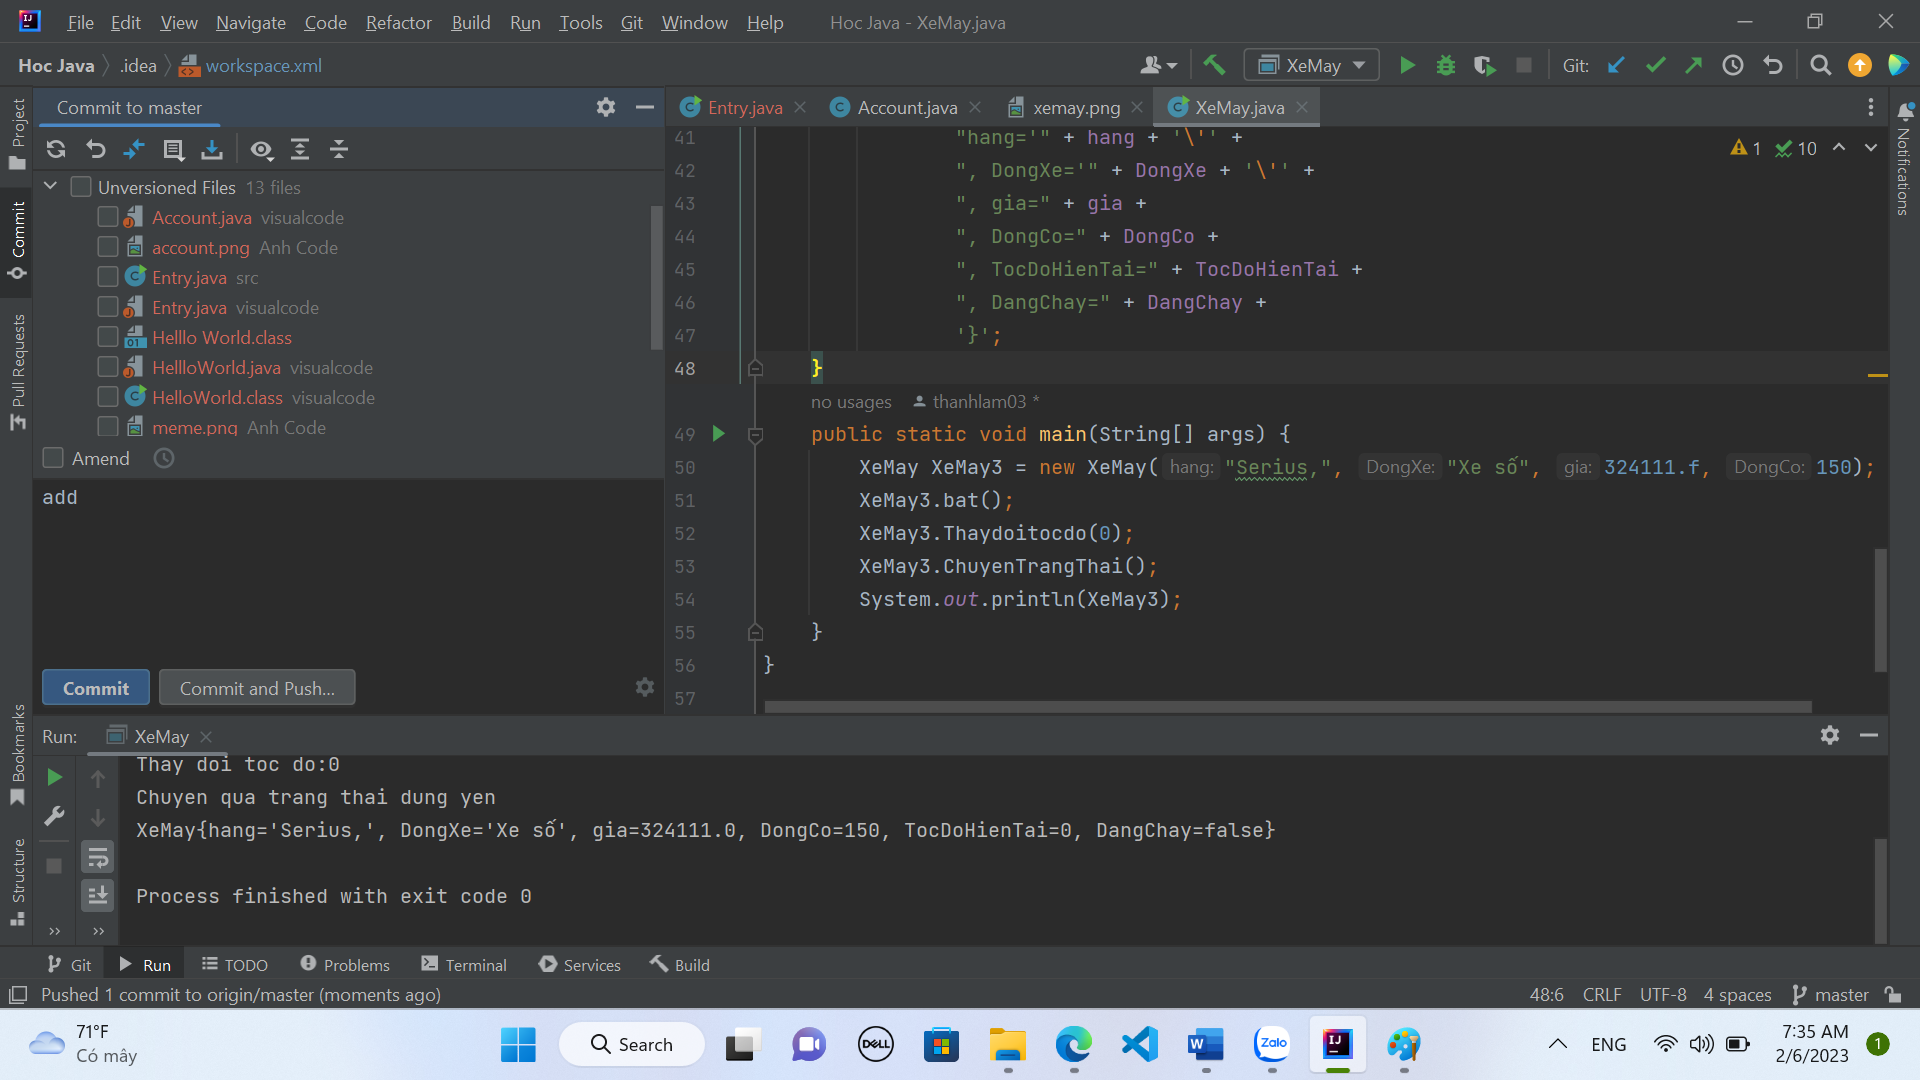 File Edit View Navigate Code Refactor Build Run Tools Git Window Help Hoc Java - XeMay.java
Hoc Java .idea workspace.xml XeMay Git:
Commit to master
Entry.java Account.java xemay.png XeMay.java
Project
Commit
Pull Requests
Bookmarks
Structure
Notifications
Unversioned Files 13 files
Account.java visualcode
account.png Anh Code
Entry.java src
Entry.java visualcode
Helllo World.class
HellloWorld.java visualcode
HelloWorld.class visualcode
meme.png Anh Code
Amend
add
Commit Commit and Push...
1 10
41 "hang='" + hang + '\'' +
42 ", DongXe='" + DongXe + '\'' +
43 ", gia=" + gia +
44 ", DongCo=" + DongCo +
45 ", TocDoHienTai=" + TocDoHienTai +
46 ", DangChay=" + DangChay +
47 '}';
48 }
no usages thanhlam03 *
49 public static void main(String[] args) {
50 XeMay XeMay3 = new XeMay( hang: "Serius,", DongXe: "Xe số", gia: 324111.f, DongCo: 150);
51 XeMay3.bat();
52 XeMay3.Thaydoitocdo(0);
53 XeMay3.ChuyenTrangThai();
54 System.out.println(XeMay3);
55 }
56 }
57
Run: XeMay
Thay doi toc do:0
Chuyen qua trang thai dung yen
XeMay{hang='Serius,', DongXe='Xe số', gia=324111.0, DongCo=150, TocDoHienTai=0, DangChay=false}
Process finished with exit code 0
Git Run TODO Problems Terminal Services Build
Pushed 1 commit to origin/master (moments ago) 48:6 CRLF UTF-8 4 spaces master
71°F
Có mây
Search
DELL
Zalo
ENG
7:35 AM
2/6/2023
1